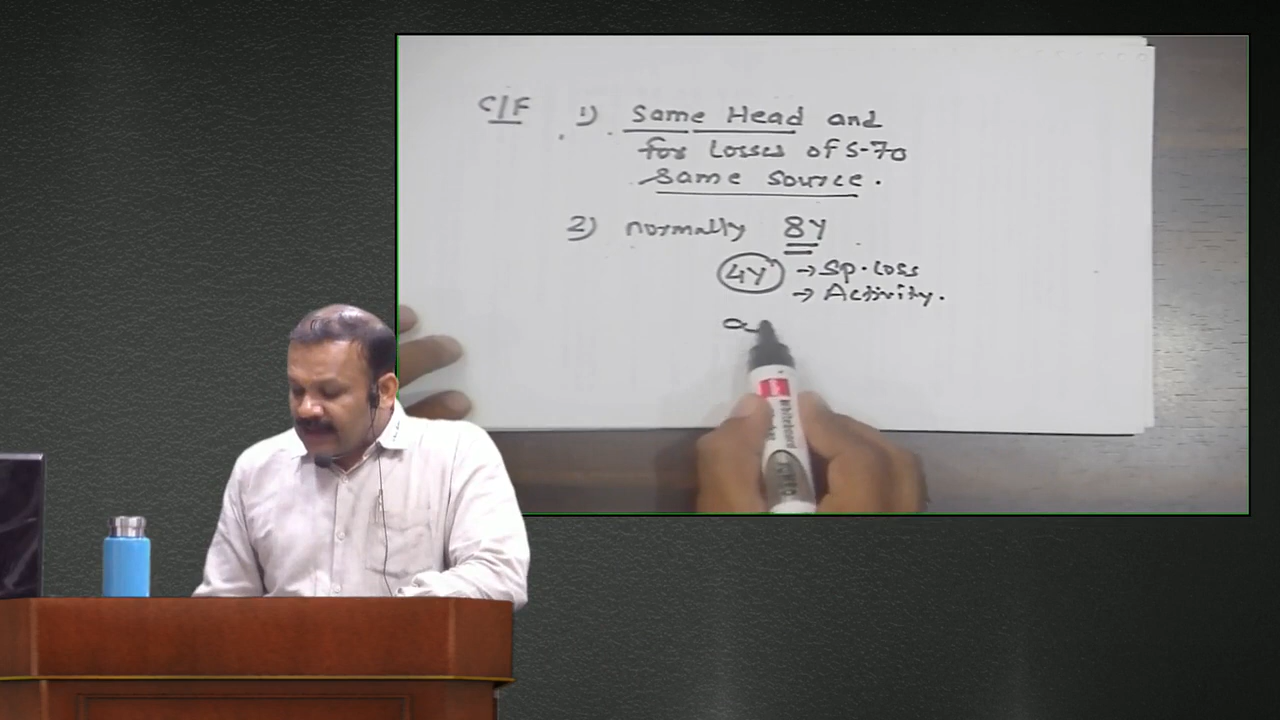 C/F 1) Same Head and
for Losses of S-70
Same source.
2) normally 8Y
4Y → Sp. Loss
→ Activity.